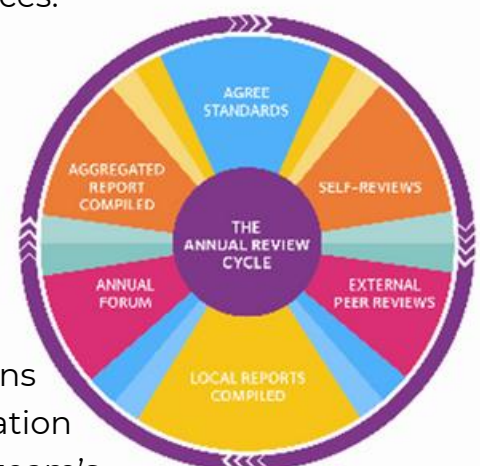 AGREE
STANDARDS
SELF-REVIEWS
EXTERNAL
PEER REVIEWS
LOCAL REPORTS
COMPILED
ANNUAL
FORUM
AGGREGATED
REPORT
COMPILED
THE
ANNUAL REVIEW
CYCLE